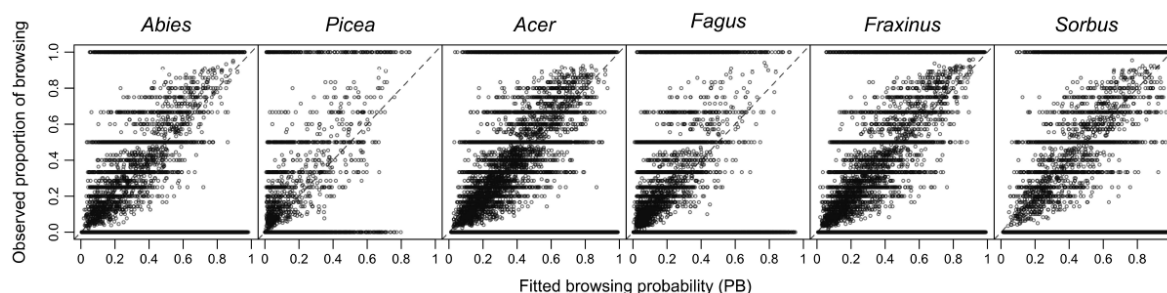 Abies Picea Acer Fagus Fraxinus Sorbus
Observed proportion of browsing
1.0
0.8
0.6
0.4
0.2
0.0
0 0.2 0.4 0.6 0.8 1 0 0.2 0.4 0.6 0.8 1 0 0.2 0.4 0.6 0.8 1 0 0.2 0.4 0.6 0.8 1 0 0.2 0.4 0.6 0.8 1 0 0.2 0.4 0.6 0.8
Fitted browsing probability (PB)